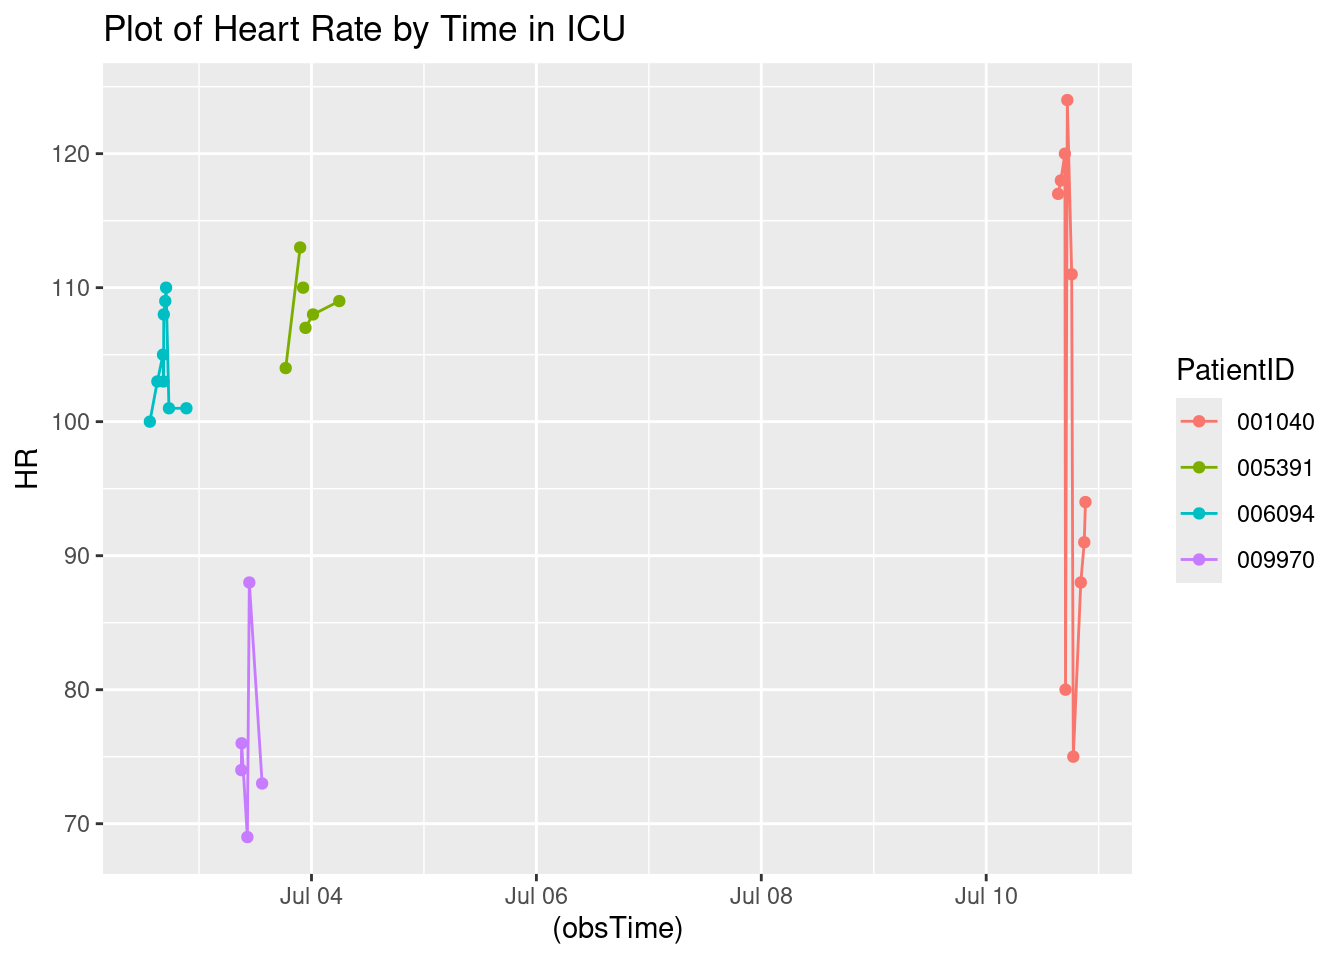 Plot of Heart Rate by Time in ICU
120
110
100
90
80
70
HR
Jul 04
Jul 06
Jul 08
Jul 10
(obsTime)
PatientID
001040
005391
006094
009970